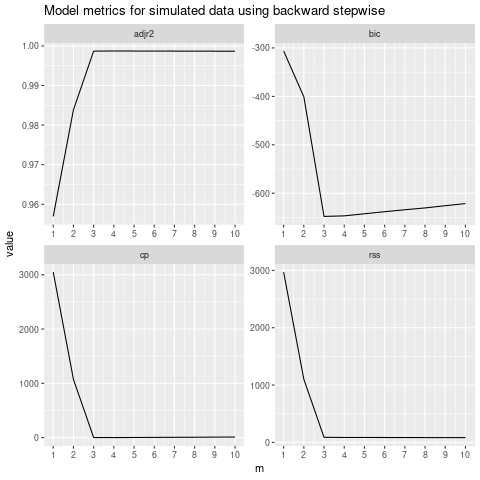 Model metrics for simulated data using backward stepwise
adjr2
bic
1.00
0.99
0.98
0.97
0.96
-300
-400
-500
-600
1 2 3 4 5 6 7 8 9 10
1 2 3 4 5 6 7 8 9 10
value
cp
rss
3000
2000
1000
0
3000
2000
1000
0
1 2 3 4 5 6 7 8 9 10
1 2 3 4 5 6 7 8 9 10
m